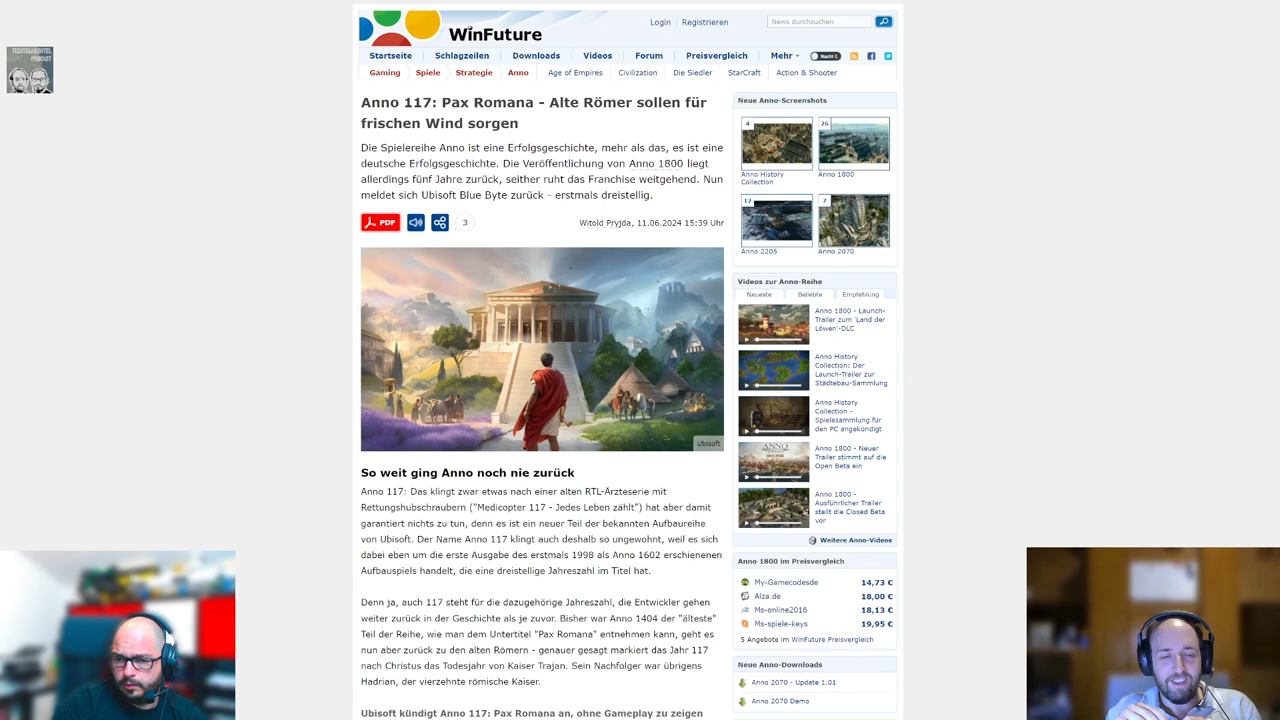 TEUFELSECHTEL
PODCAST
WinFuture
Login
Registrieren
News durchsuchen
Startseite
Schlagzeilen
Downloads
Videos
Forum
Preisvergleich
Mehr
Nacht
Gaming
Spiele
Strategie
Anno
Age of Empires
Civilization
Die Siedler
StarCraft
Action & Shooter
Anno 117: Pax Romana - Alte Römer sollen für
frischen Wind sorgen
Die Spielereihe Anno ist eine Erfolgsgeschichte, mehr als das, es ist eine
deutsche Erfolgsgeschichte. Die Veröffentlichung von Anno 1800 liegt
allerdings fünf Jahre zurück, seither ruht das Franchise weitgehend. Nun
meldet sich Ubisoft Blue Byte zurück - erstmals dreistellig.
PDF
3
Witold Pryjda, 11.06.2024 15:39 Uhr
Ubisoft
So weit ging Anno noch nie zurück
Anno 117: Das klingt zwar etwas nach einer alten RTL-Ärzteserie mit
Rettungshubschraubern ("Medicopter 117 - Jedes Leben zählt") hat aber damit
garantiert nichts zu tun, denn es ist ein neuer Teil der bekannten Aufbaureihe
von Ubisoft. Der Name Anno 117 klingt auch deshalb so ungewohnt, weil es sich
dabei eben um die erste Ausgabe des erstmals 1998 als Anno 1602 erschienenen
Aufbauspiels handelt, die eine dreistellige Jahreszahl im Titel hat.
Denn ja, auch 117 steht für die dazugehörige Jahreszahl, die Entwickler gehen
weiter zurück in der Geschichte als je zuvor. Bisher war Anno 1404 der "älteste"
Teil der Reihe, wie man dem Untertitel "Pax Romana" entnehmen kann, geht es
nun aber zurück zu den alten Römern - genauer gesagt markiert das Jahr 117
nach Christus das Todesjahr von Kaiser Trajan. Sein Nachfolger war übrigens
Hadrian, der vierzehnte römische Kaiser.
Ubisoft kündigt Anno 117: Pax Romana an, ohne Gameplay zu zeigen
Neue Anno-Screenshots
4
26
Anno History
Collection
Anno 1800
12
7
Anno 2205
Anno 2070
Videos zur Anno-Reihe
Neueste
Beliebte
Empfehlung
Anno 1800 - Launch-
Trailer zum 'Land der
Löwen'-DLC
Anno History
Collection: Der
Launch-Trailer zur
Städtebau-Sammlung
Anno History
Collection -
Spielesammlung für
den PC angekündigt
Anno 1800 - Neuer
Trailer stimmt auf die
Open Beta ein
Anno 1800 -
Ausführlicher Trailer
stellt die Closed Beta
vor
Weitere Anno-Videos
Anno 1800 im Preisvergleich
My-Gamecodesde 14,73 €
Alza.de 18,00 €
Ms-online2016 18,13 €
Ms-spiele-keys 19,95 €
5 Angebote im WinFuture Preisvergleich
Neue Anno-Downloads
Anno 2070 - Update 1.01
Anno 2070 Demo